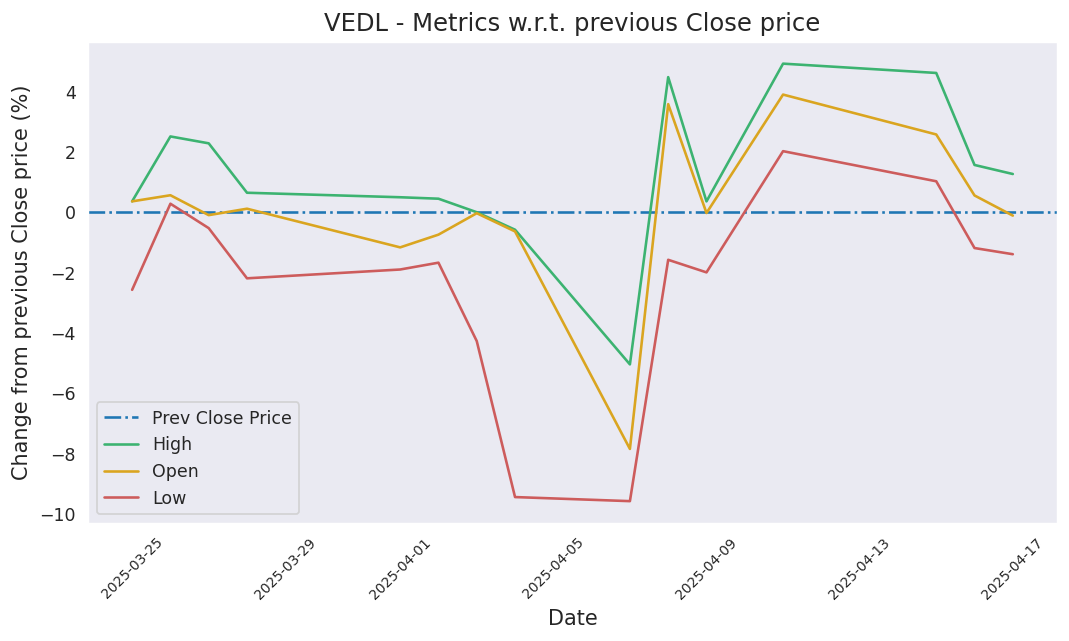 VEDL - Metrics w.r.t. previous Close price
Change from previous Close price (%)
4
2
0
−2
−4
−6
−8
−10
Prev Close Price
High
Open
Low
2025-03-25
2025-03-29
2025-04-01
2025-04-05
2025-04-09
2025-04-13
2025-04-17
Date